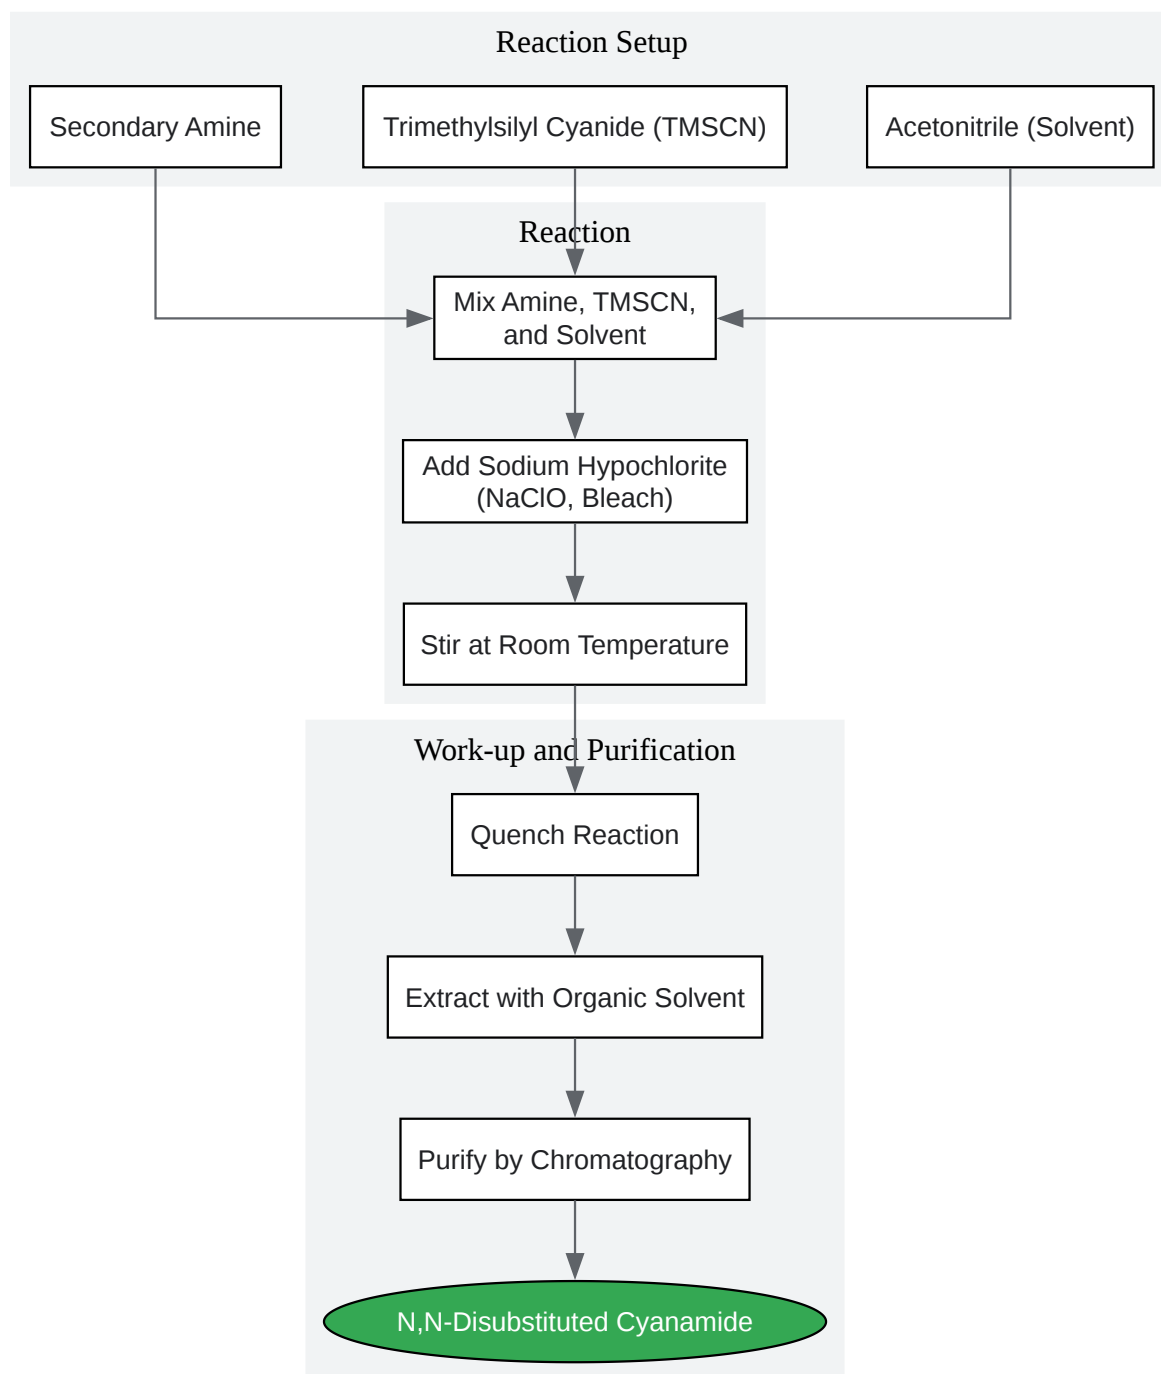 Reaction Setup
Secondary Amine
Trimethylsilyl Cyanide (TMSCN)
Acetonitrile (Solvent)
Reaction
Mix Amine, TMSCN,
and Solvent
Add Sodium Hypochlorite
(NaClO, Bleach)
Stir at Room Temperature
Work-up and Purification
Quench Reaction
Extract with Organic Solvent
Purify by Chromatography
N,N-Disubstituted Cyanamide